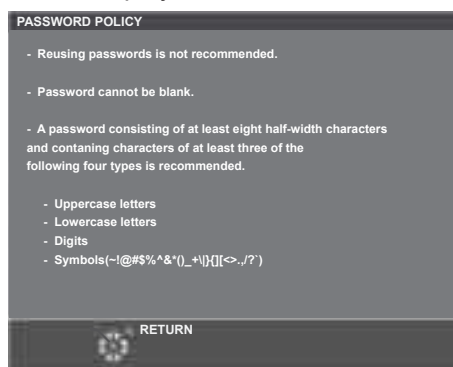 PASSWORD POLICY
- Reusing passwords is not recommended.
- Password cannot be blank.
- A password consisting of at least eight half-width characters
and contaning characters of at least three of the
following four types is recommended.
- Uppercase letters
- Lowercase letters
- Digits
- Symbols(~!@#$%^&*()_+\|}{][<>.,/?`)
RETURN